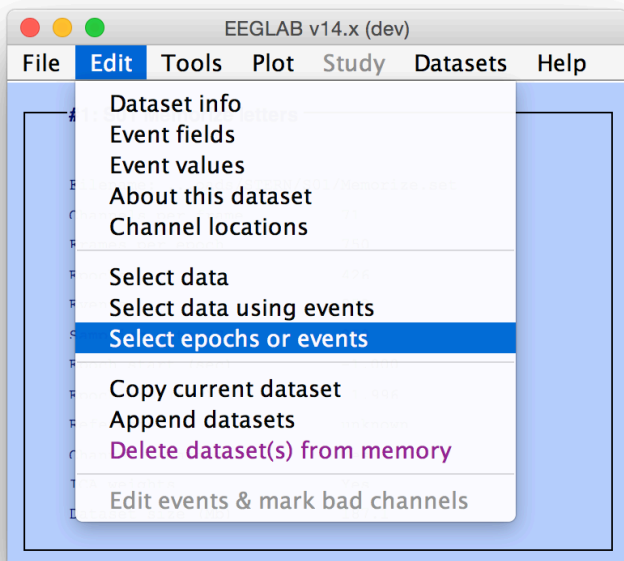 EEGLAB v14.x (dev)
File Edit Tools Plot Study Datasets Help
Dataset info
Event fields
Event values
About this dataset
Channel locations
Select data
Select data using events
Select epochs or events
Copy current dataset
Append datasets
Delete dataset(s) from memory
Edit events & mark bad channels